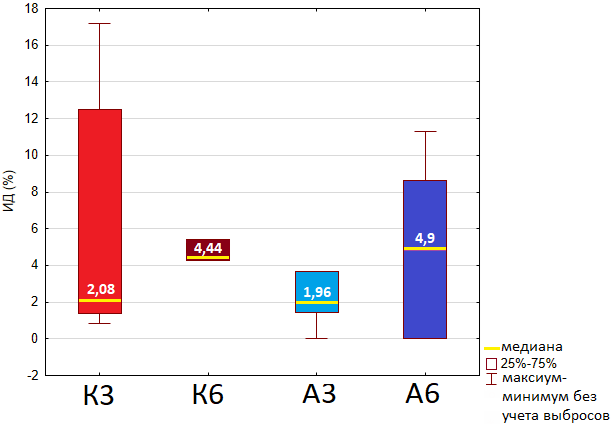 18
16
14
12
10
8
6
4
2
0
-2
ИД (%)
2,08
4,44
1,96
4,9
К3
К6
А3
А6
медиана
25%-75%
максиум-
минимум без
учета выбросов